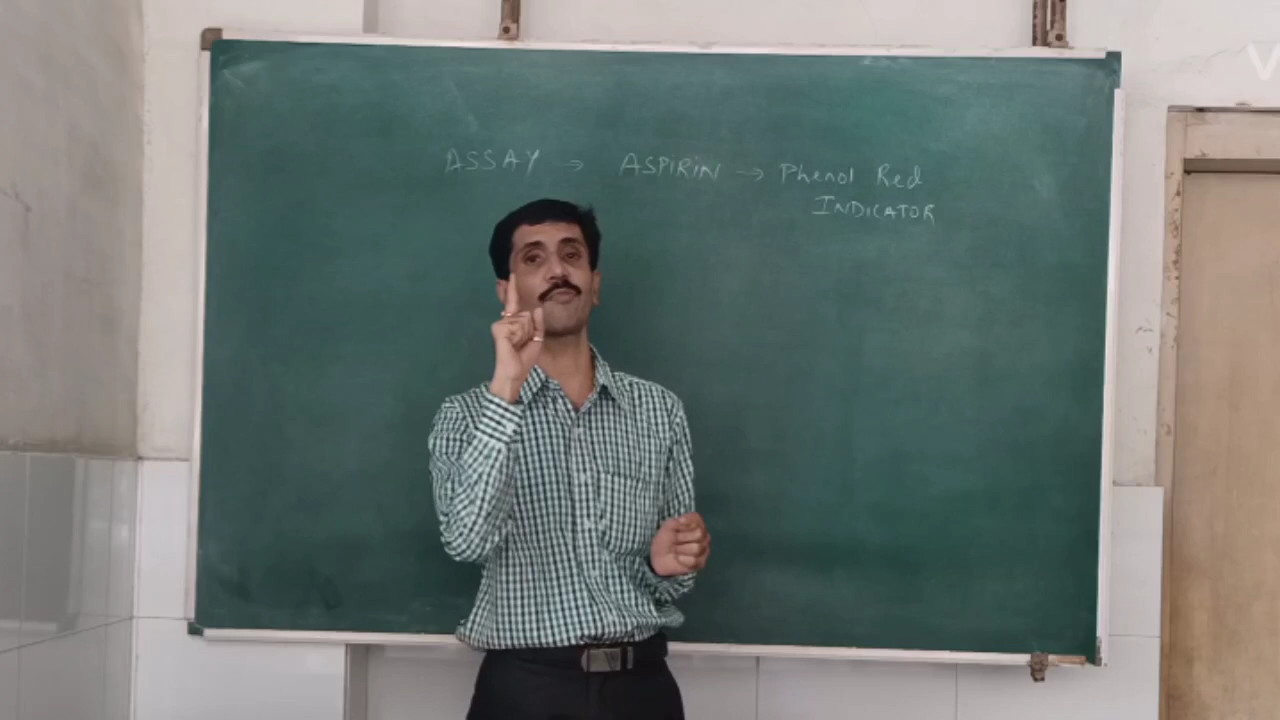 ASSAY → ASPIRIN → Phenol Red
INDICATOR
V